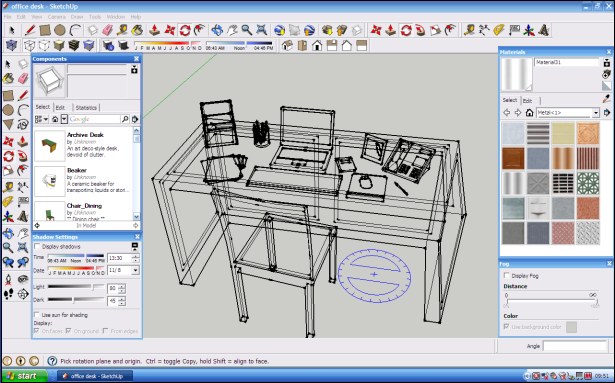 office desk - SketchUp
File Edit View Camera Draw Tools Window Help
J F M A M J J A S O N D 06:43 AM Noon 04:46 PM
Components
Materials
Material31
Select Edit Statistics
Google
Select Edit
Metal<1>
Archive Desk
by Unknown
An art deco-style desk, devoid of clutter.
Beaker
by Unknown
A ceramic beaker for transporting liquids or aton...
Chair_Dining
by Unknown
"Dining chair"
In Model
Shadow Settings
Display shadows
Time 06:43 AM Noon 04:46 PM 13:30
Date J F M A M J J A S O N D 11/8
Light 80
Dark 45
Use sun for shading
Display:
On faces On ground From edges
Fog
Display Fog
Distance
0
Color
Use background color
Angle
Pick rotation plane and origin. Ctrl = toggle Copy, hold Shift = align to face.
start
office desk - SketchUp
09:51